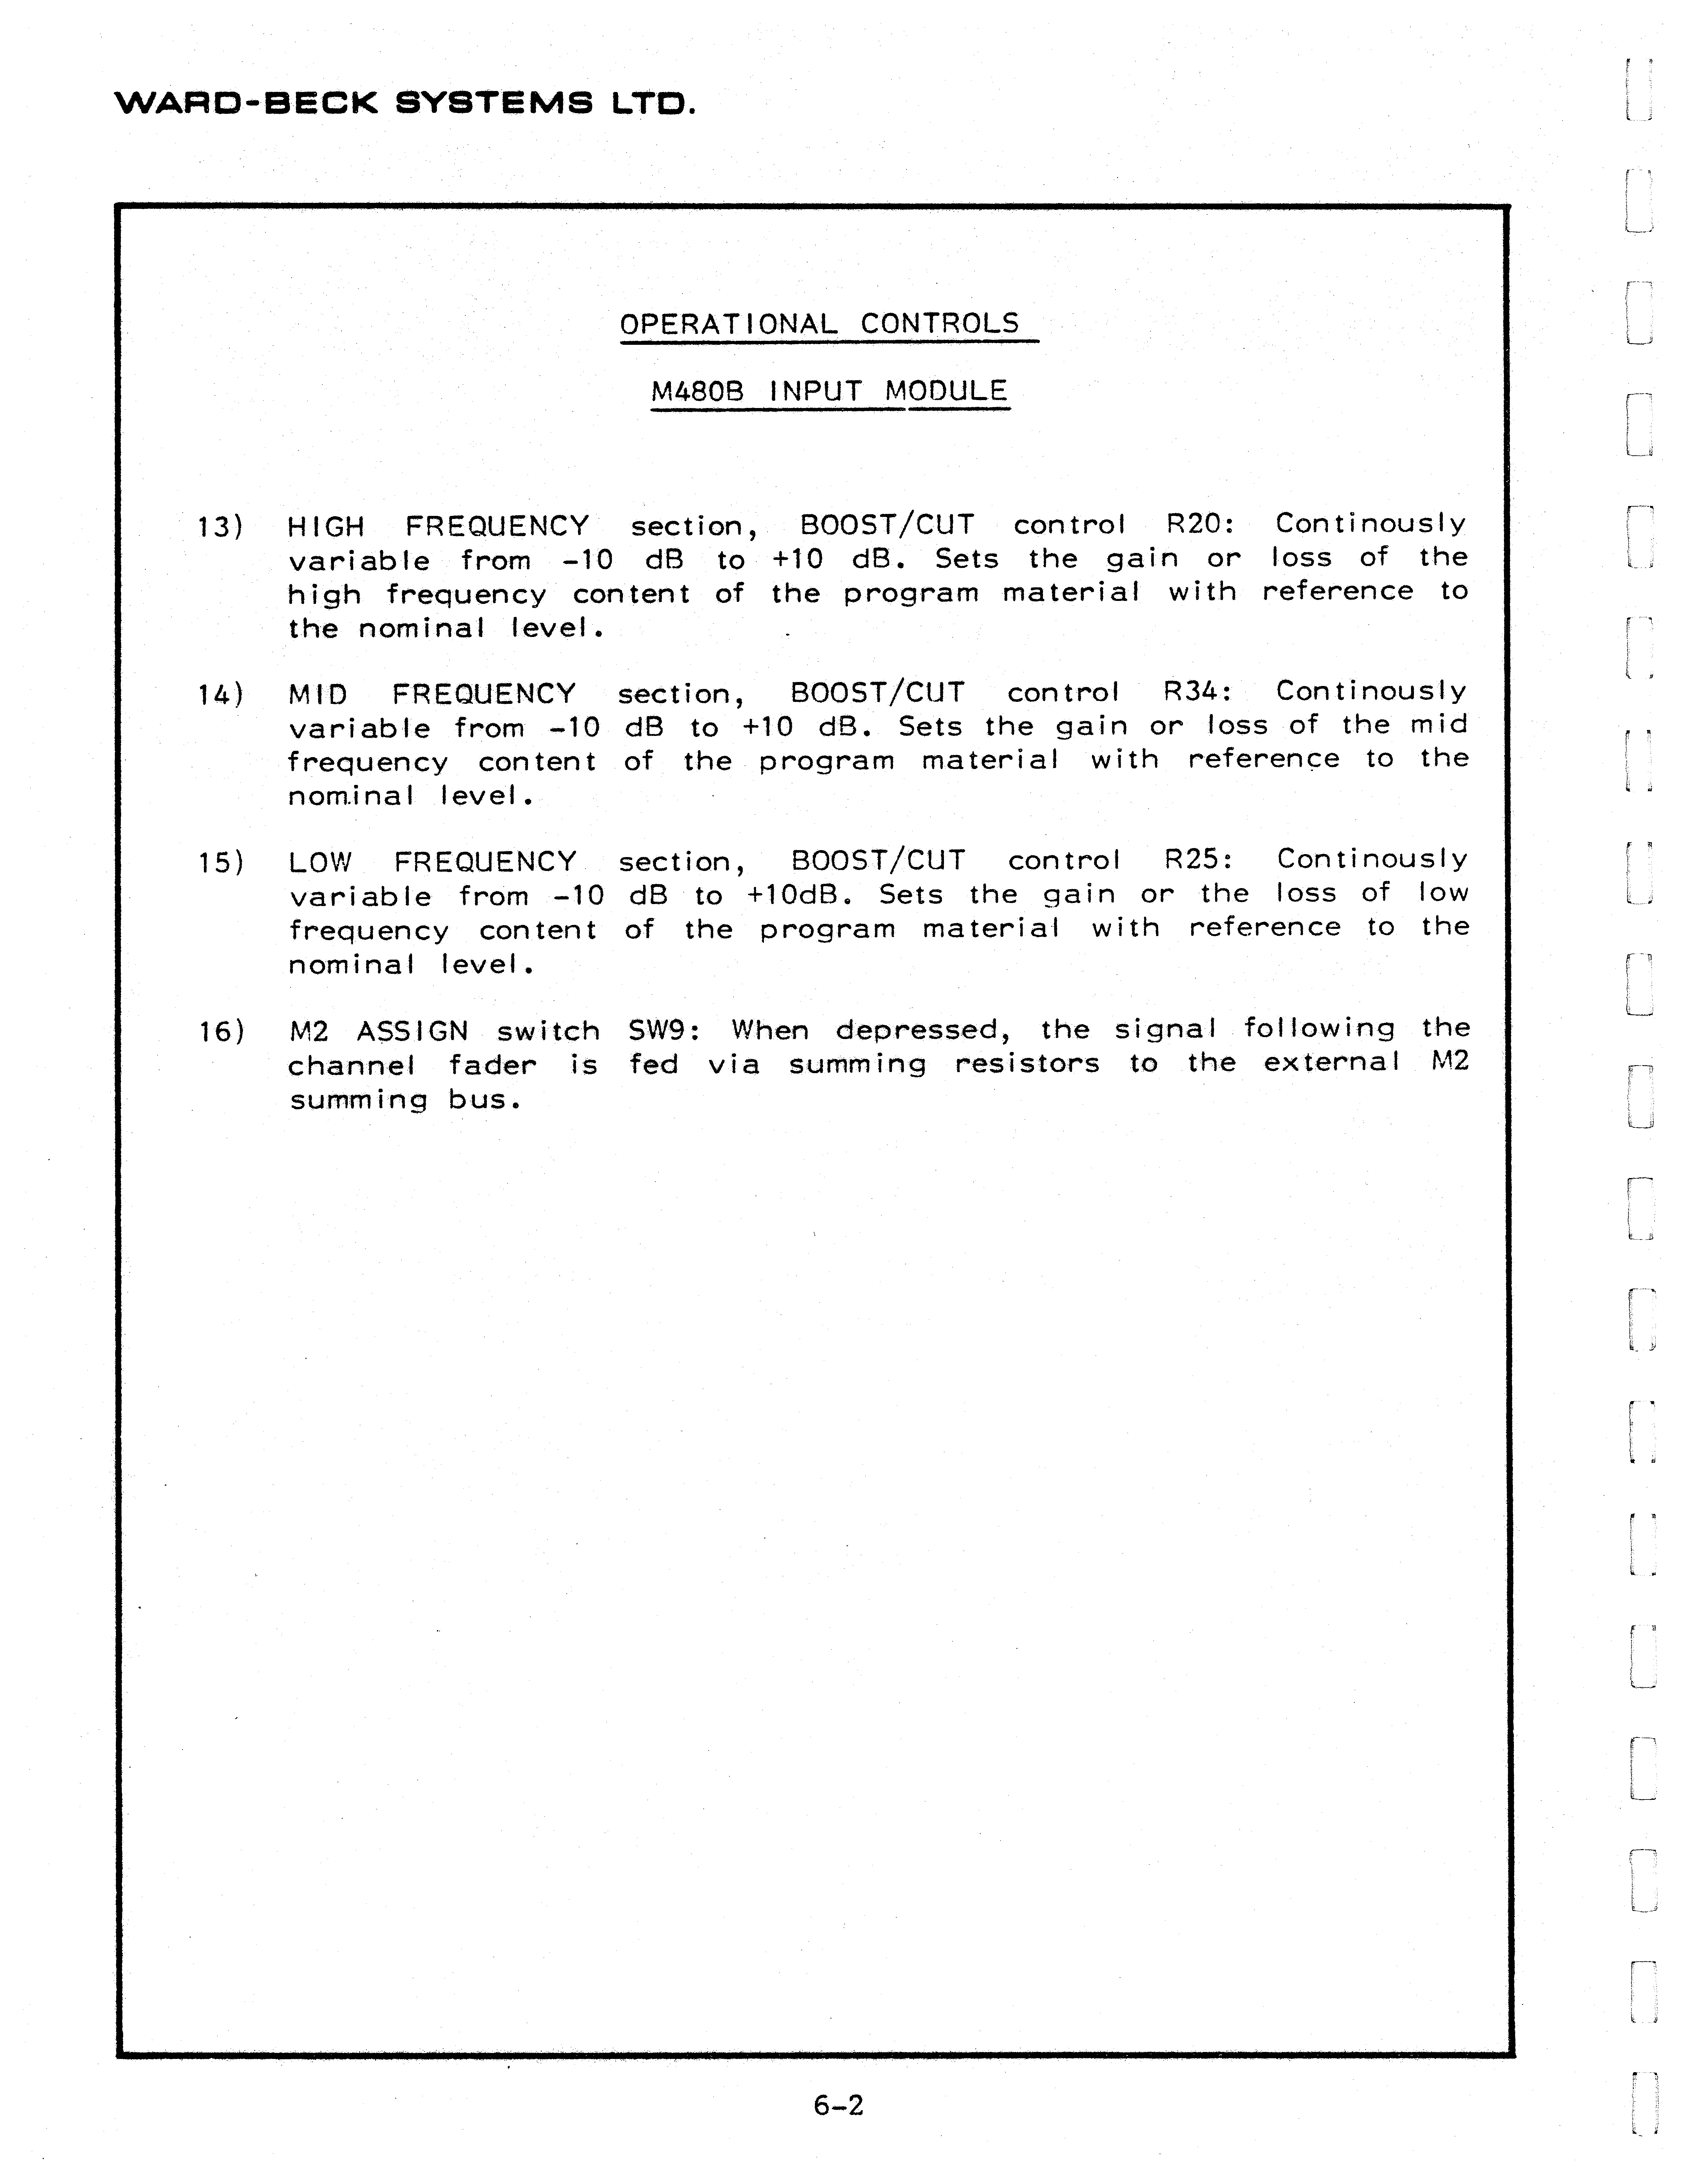 WARD-BECK SYSTEMS LTD.
OPERATIONAL CONTROLS
M480B INPUT MODULE
13) HIGH FREQUENCY section, BOOST/CUT control R20: Continously
variable from -10 dB to +10 dB. Sets the gain or loss of the
high frequency content of the program material with reference to
the nominal level.
14) MID FREQUENCY section, BOOST/CUT control R34: Continously
variable from -10 dB to +10 dB. Sets the gain or loss of the mid
frequency content of the program material with reference to the
nominal level.
15) LOW FREQUENCY section, BOOST/CUT control R25: Continously
variable from -10 dB to +10dB. Sets the gain or the loss of low
frequency content of the program material with reference to the
nominal level.
16) M2 ASSIGN switch SW9: When depressed, the signal following the
channel fader is fed via summing resistors to the external M2
summing bus.
6-2